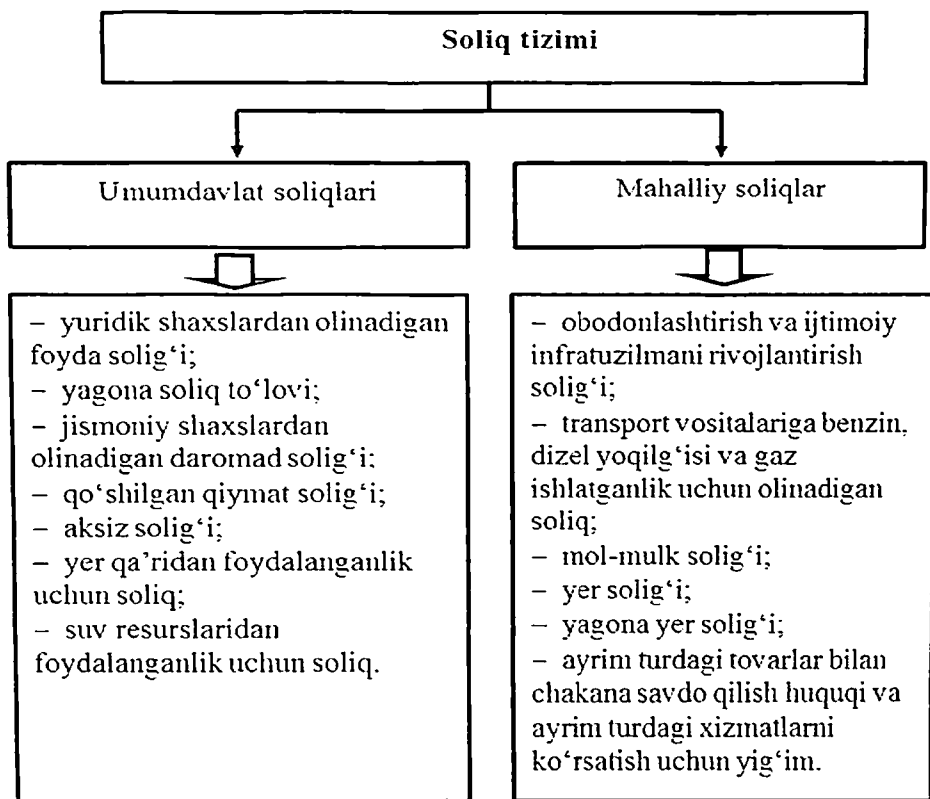 Soliq tizimi
Umumdavlat soliqlari
Mahalliy soliqlar
– yuridik shaxslardan olinadigan
foyda solig‘i;
– yagona soliq to‘lovi;
– jismoniy shaxslardan
olinadigan daromad solig‘i;
– qo‘shilgan qiymat solig‘i;
– aksiz solig‘i;
– yer qa’ridan foydalanganlik
uchun soliq;
– suv resurslaridan
foydalanganlik uchun soliq.
– obodonlashtirish va ijtimoiy
infratuzilmani rivojlantirish
solig‘i;
– transport vositalariga benzin,
dizel yoqilg‘isi va gaz
ishlatganlik uchun olinadigan
soliq;
– mol-mulk solig‘i;
– yer solig‘i;
– yagona yer solig‘i;
– ayrim turdagi tovarlar bilan
chakana savdo qilish huquqi va
ayrim turdagi xizmatlarni
ko‘rsatish uchun yig‘im.